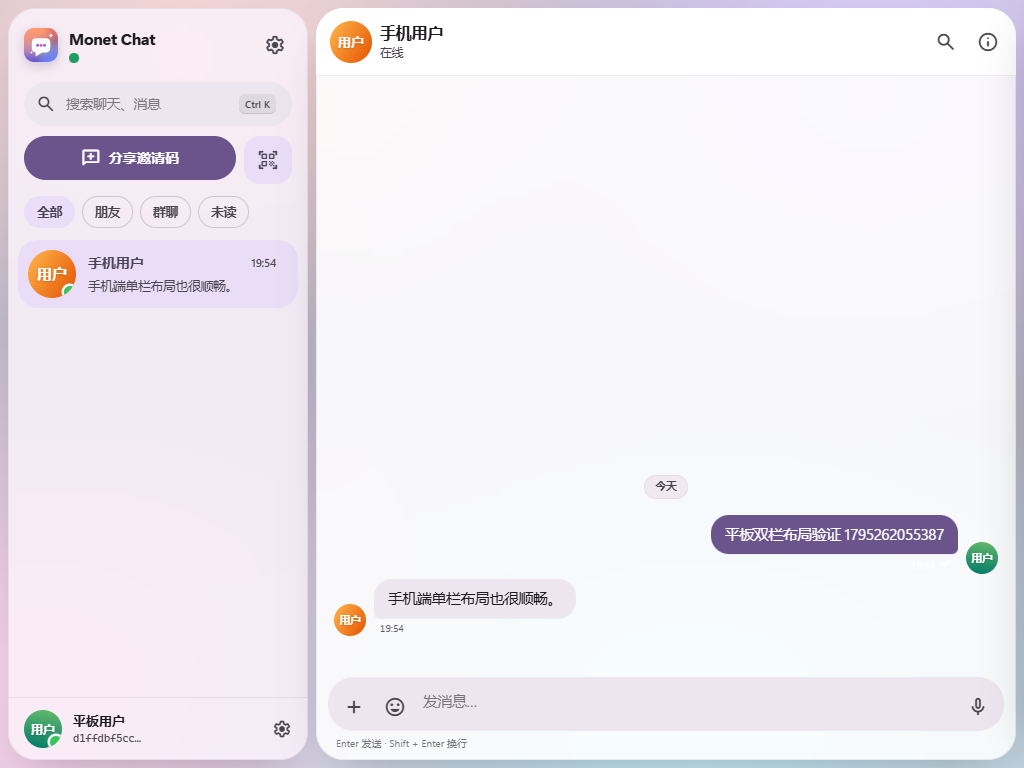 Monet Chat
搜索聊天、消息
Ctrl K
分享邀请码
全部
朋友
群聊
未读
用户
手机用户
19:54
手机端单栏布局也很顺畅。
用户
平板用户
d1ffdbf5cc…
用户
手机用户
在线
今天
平板双栏布局验证 1795262055387
用户
手机端单栏布局也很顺畅。
用户
19:54
发消息…
Enter 发送 · Shift + Enter 换行